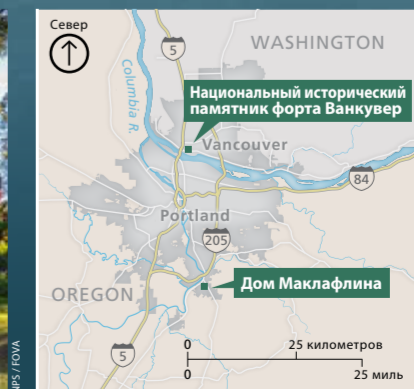 Север
5
WASHINGTON
Columbia R.
Национальный исторический
памятник форта Ванкувер
Vancouver
84
Portland
205
Дом Маклафлина
OREGON
5
0 25 километров
0 25 миль
NPS / FOVA